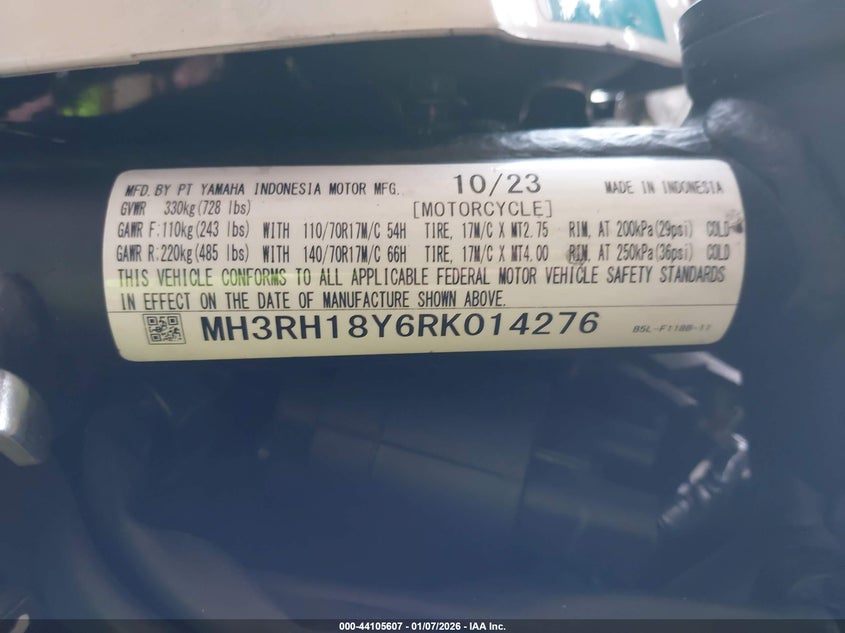 MFD. BY PT YAMAHA INDONESIA MOTOR MFG. 10/23 MADE IN INDONESIA
GVWR 330kg(728 lbs) [MOTORCYCLE]
GAWR F:110kg(243 lbs) WITH 110/70R17M/C 54H TIRE, 17M/C X MT2.75 RIM, AT 200kPa(29psi) COLD
GAWR R:220kg(485 lbs) WITH 140/70R17M/C 66H TIRE, 17M/C X MT4.00 RIM, AT 250kPa(36psi) COLD
THIS VEHICLE CONFORMS TO ALL APPLICABLE FEDERAL MOTOR VEHICLE SAFETY STANDARDS
IN EFFECT ON THE DATE OF MANUFACTURE SHOWN ABOVE.
MH3RH18Y6RK014276 B5L-F118B-11
000-44105607 - 01/07/2026 - IAA Inc.